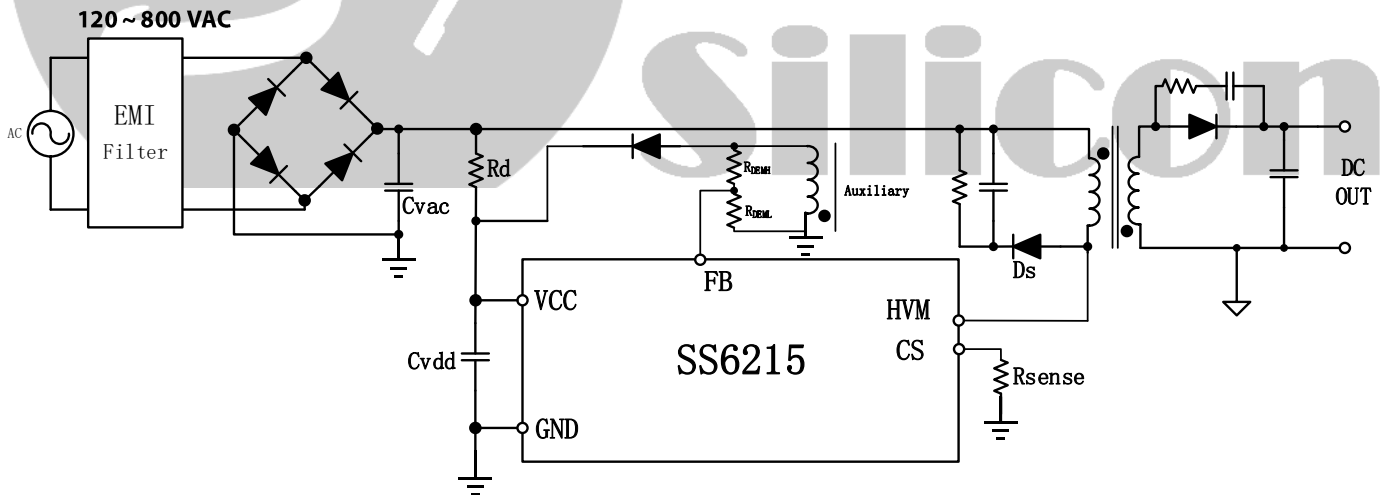 120 ~ 800 VAC
Silicon
EMI
Filter
AC
Rd
RDEMH
RDEML
Auxiliary
Cvac
DC
OUT
Ds
FB
VCC
HVM
CS
SS6215
Cvdd
Rsense
GND